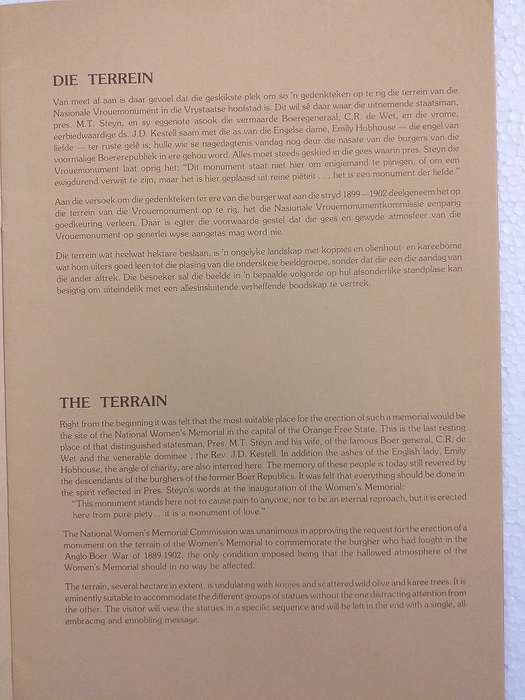 DIE TERREIN
Van meet af aan is daar gevoel dat die geskikste plek om so 'n gedenkteken op te rig die terrein van die
Nasionale Vrouemonument in die Vrystaatse hoofstad is. Dit wil sê daar waar die uitnemende staatsman,
pres. M.T. Steyn, en sy eggenote asook die vermaarde Boeregeneraal, C.R. de Wet, en die vrome,
eerbiedwaardige ds. J.D. Kestell saam met die as van die Engelse dame, Emily Hobhouse — die engel van
liefde — ter ruste gelê is; hulle wie se nagedagtenis vandag nog deur die nasate van die burgers van die
voormalige Boererepubliek in ere gehou word. Alles moet steeds geskied in die gees waarin pres. Steyn die
Vrouemonument laat oprig het: "Dit monument staat niet hier om eniegemand te pijnigen, of om een
ewigdurend verwijt te zijn, maar het is hier geplaasd uit reine piëteit . . . , het is een monument der liefde."
Aan die versoek om die gedenkteken ter ere van die burger wat aan die stryd 1899—1902 deelgeneem het op
die terrein van die Vrouemonument op te rig, het die Nasionale Vrouemonumentkommissie eenparig
goedkeuring verleen. Daar is egter die voorwaarde gestel dat die gees en gewyde atmosfeer van die
Vrouemonument op generlei wyse aangetas mag word nie.
Die terrein wat heelwat hektare beslaan, is 'n ongelyke landskap met koppies en olienhout- en kareeborne
wat hom uiters goed leen tot die plasing van die onderskeie beeldgroepe, sonder dat die een die aandag van
die ander aftrek. Die besoeker sal die beelde in 'n bepaalde volgorde op hul afsonderlike standplase kan
besigtig om uiteindelik met een allesinsluitende verheffende boodskap te vertrek.
THE TERRAIN
Right from the beginning it was felt that the most suitable place for the erection of such a memorial would be
the site of the National Women's Memorial in the capital of the Orange Free State. This is the last resting
place of that distinguished statesman, Pres. M.T. Steyn and his wife, of the famous Boer general, C.R. de
Wet and the venerable dominee , the Rev. J.D. Kestell. In addition the ashes of the English lady, Emily
Hobhouse, the angel of charity, are also interred here. The memory of these people is today still revered by
the descendants of the burghers of the former Boer Republics. It was felt that everything should be done in
the spirit reflected in Pres. Steyn's words at the inauguration of the Women's Memorial:
"This monument stands here not to cause pain to anyone, nor to be an eternal reproach, but it is erected
here from pure piety . . it is a monument of love."
The National Women's Memorial Commission was unanimous in approving the request for the erection of a
monument on the terrain of the Women's Memorial to commemorate the burgher who had fought in the
Anglo-Boer War of 1889-1902, the only condition imposed being that the hallowed atmosphere of the
Women's Memorial should in no way be affected.
The terrain, several hectare in extent, is undulating with kopjes and scattered wild olive and karee trees. It is
eminently suitable to accommodate the different groups of statues without the one distracting attention from
the other. The visitor will view the statues in a specific sequence and will be left in the end with a single, all
embracing and ennobling message.